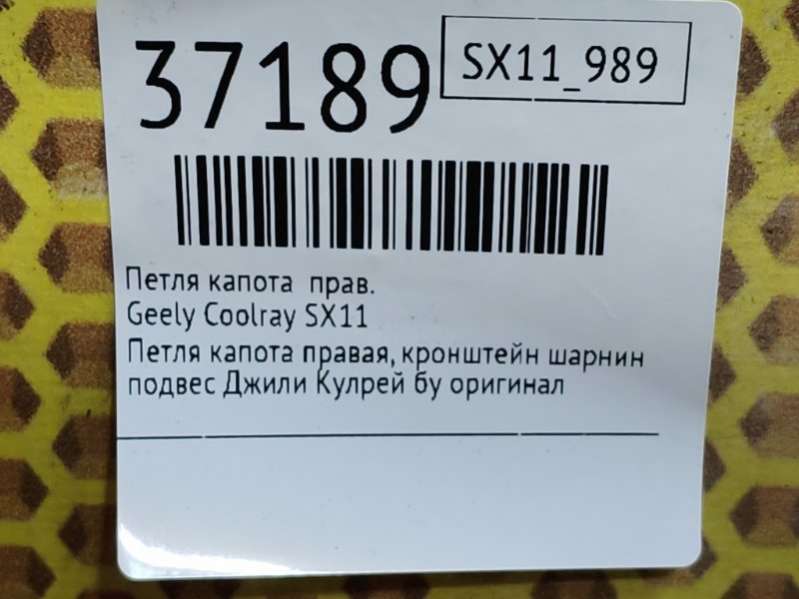 37189
SX11_989
Петля капота прав.
Geely Coolray SX11
Петля капота правая, кронштейн шарнин
подвес Джили Кулрей бу оригинал